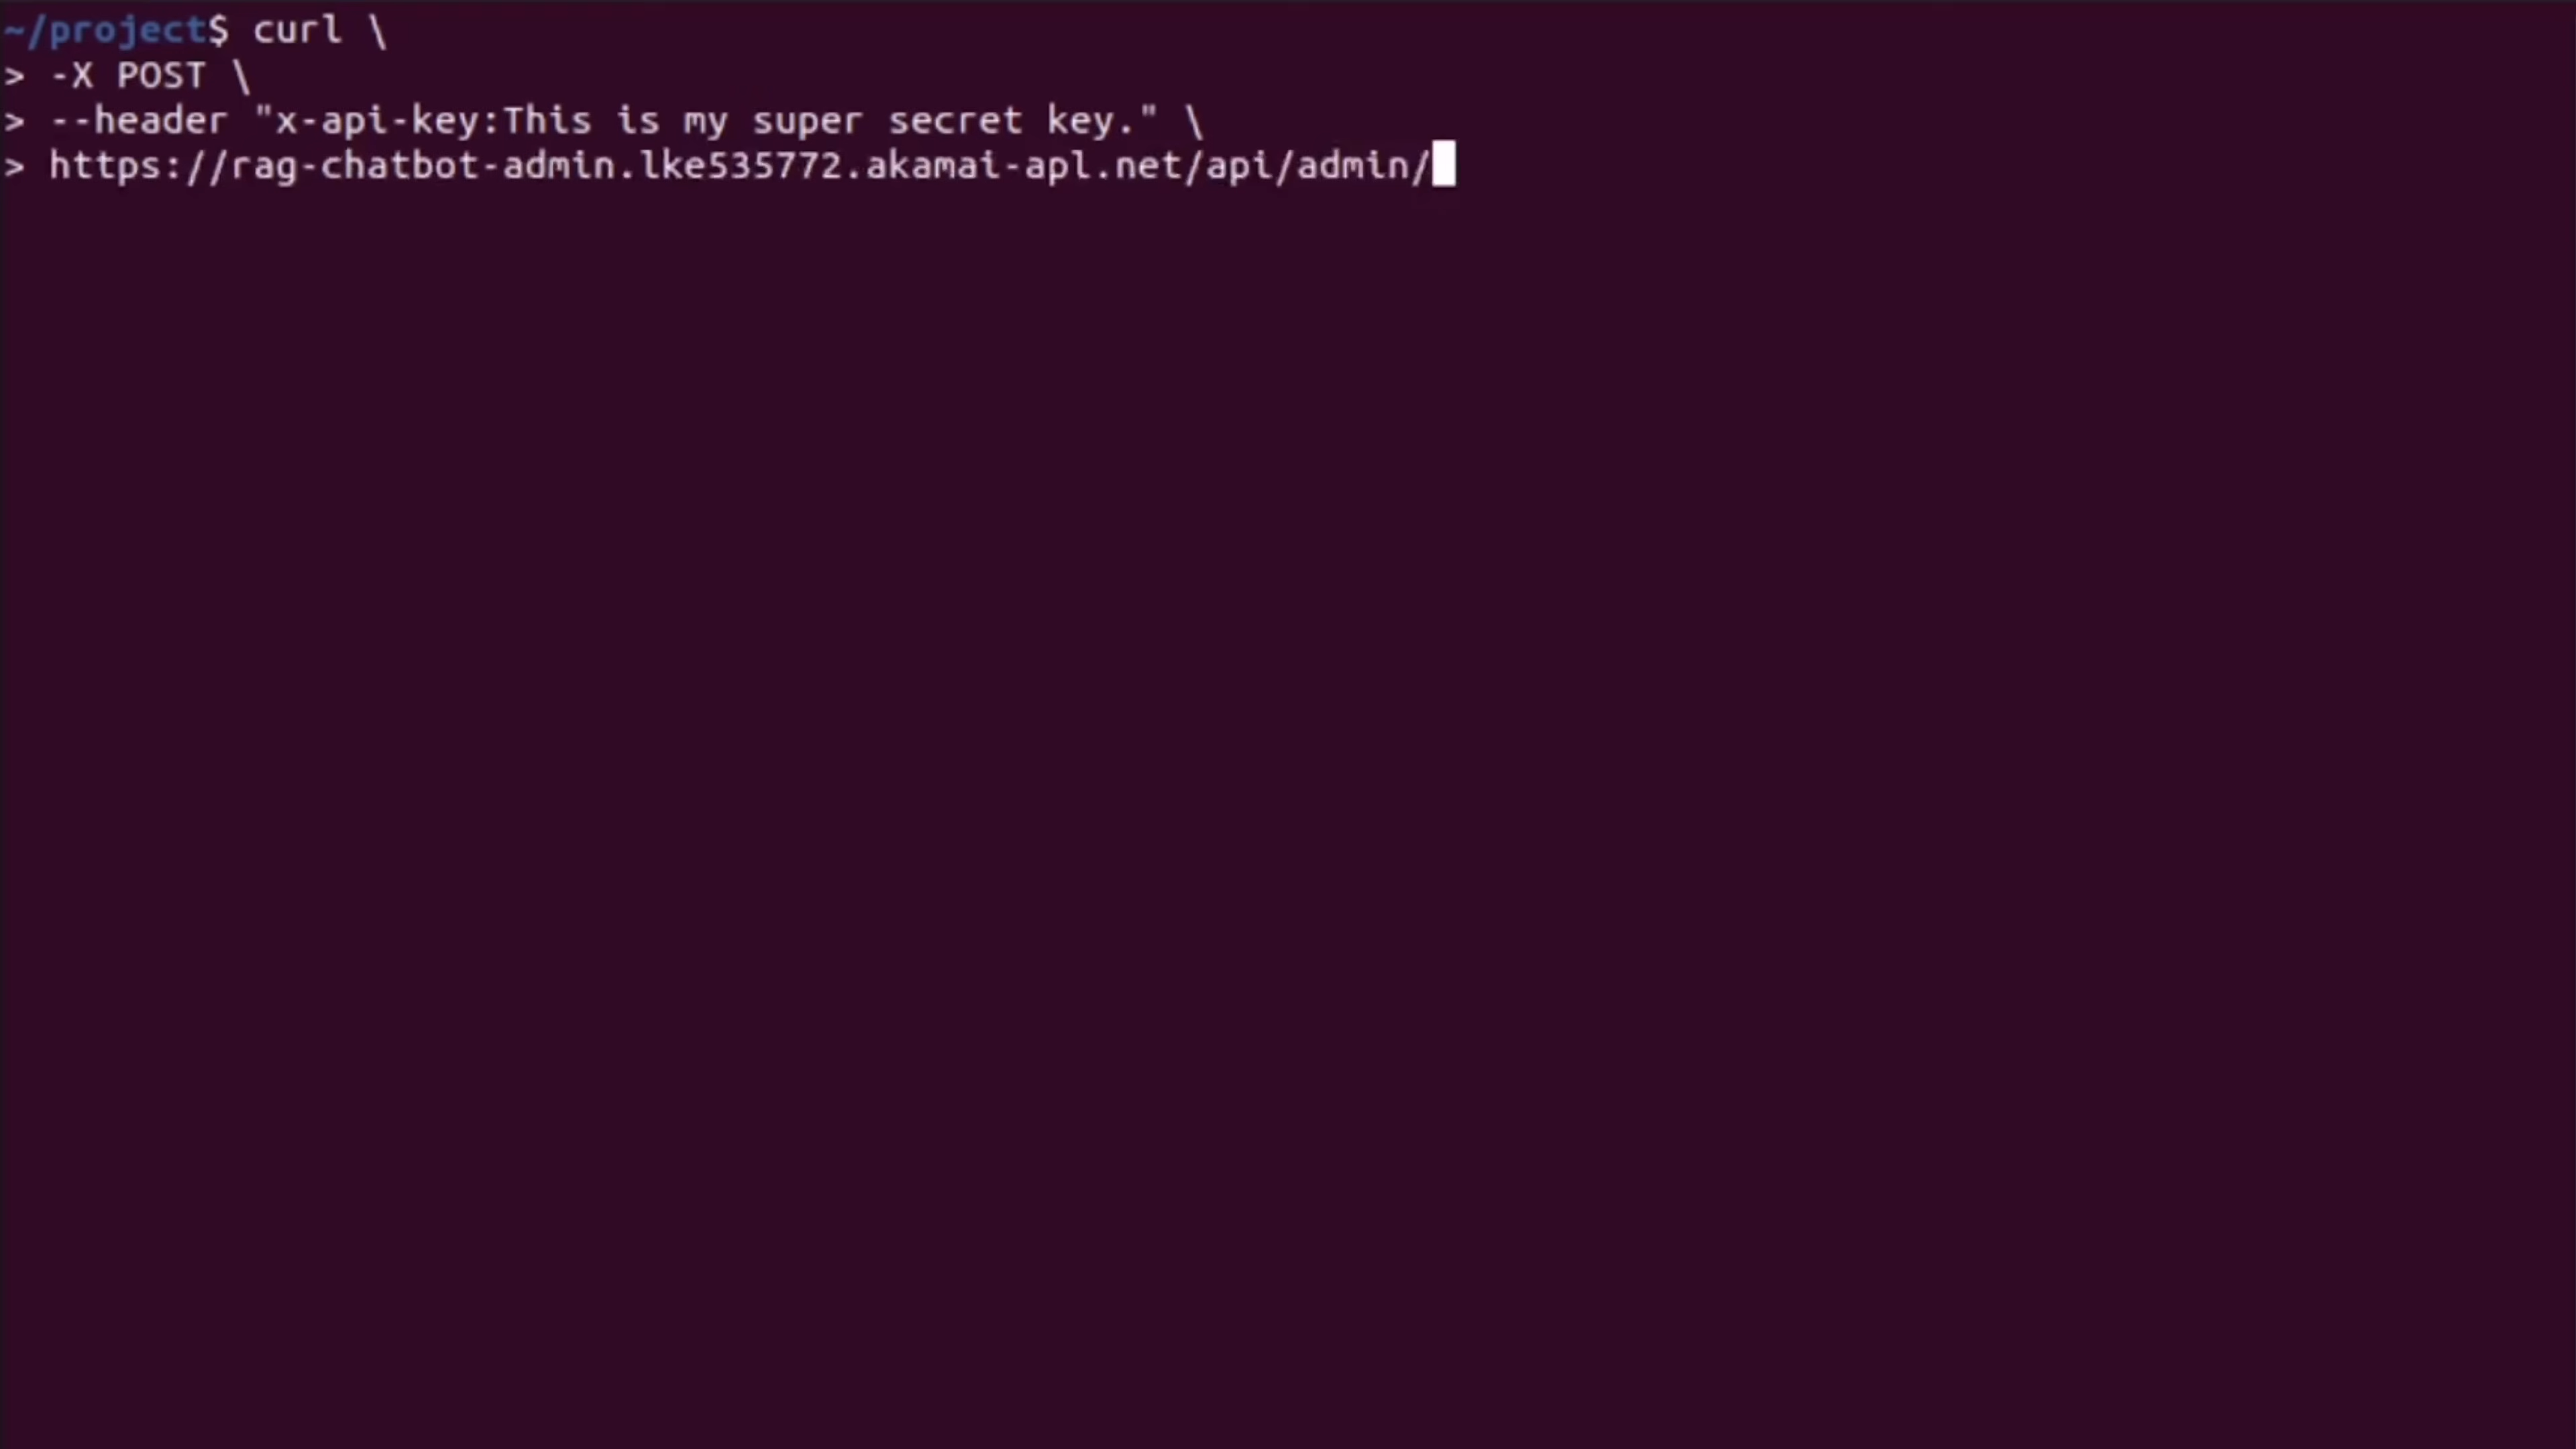 ~/project$ curl \
> -X POST \
> --header "x-api-key:This is my super secret key." \
> https://rag-chatbot-admin.lke535772.akamai-apl.net/api/admin/